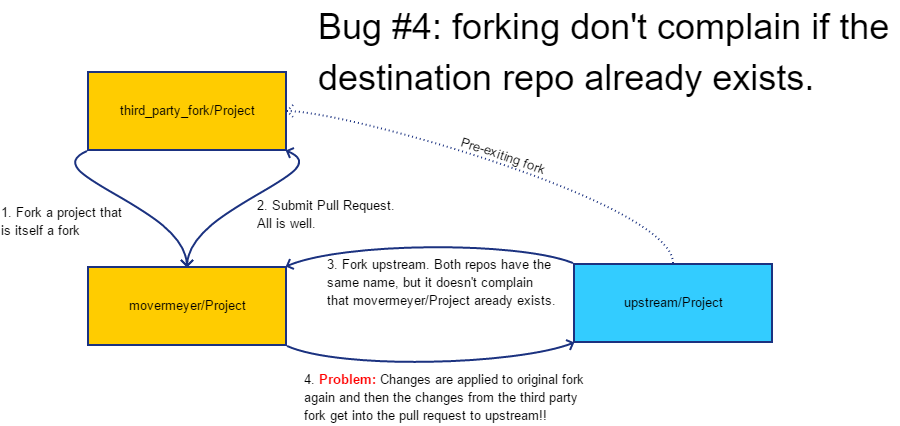 Bug #4: forking don't complain if the
destination repo already exists.
third_party_fork/Project
Pre-exiting fork
1. Fork a project that
is itself a fork
2. Submit Pull Request.
All is well.
3. Fork upstream. Both repos have the
same name, but it doesn't complain
that movermeyer/Project aready exists.
movermeyer/Project
upstream/Project
4. Problem: Changes are applied to original fork
again and then the changes from the third party
fork get into the pull request to upstream!!